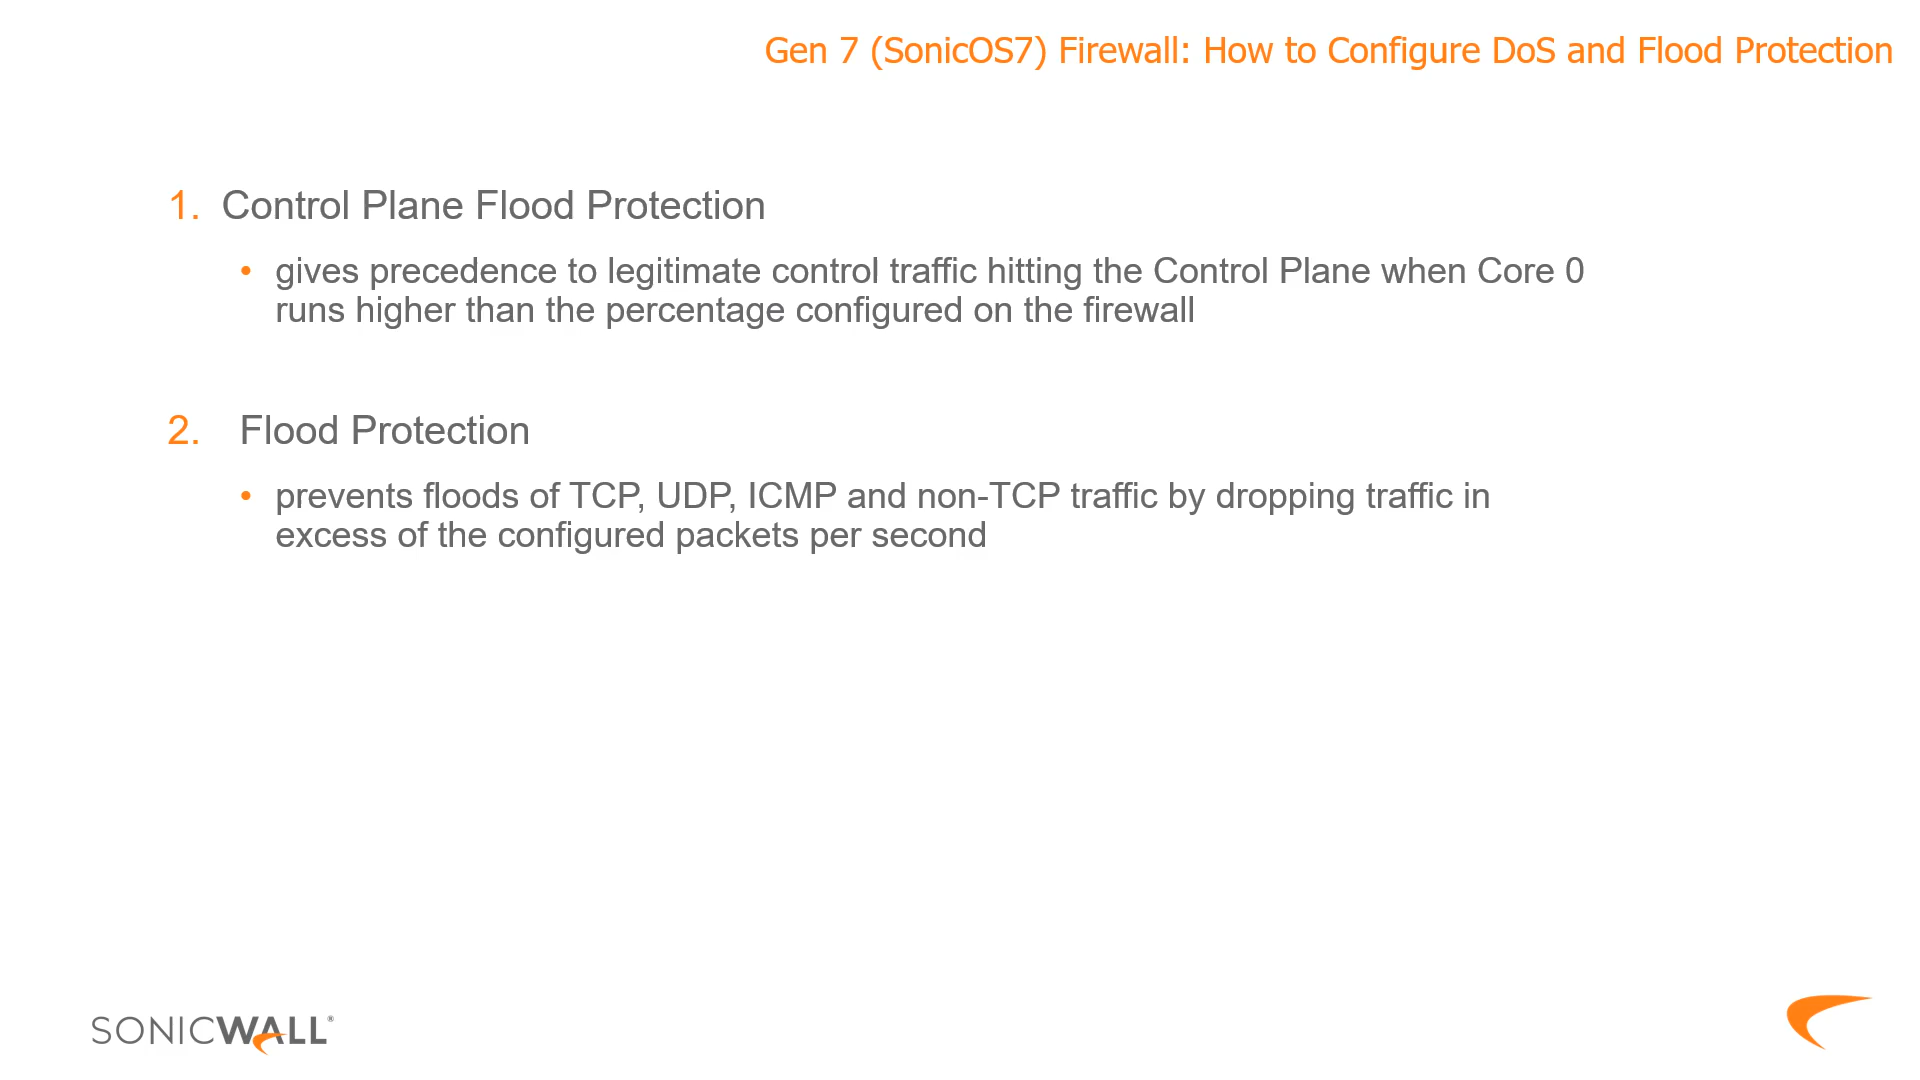 Gen 7 (SonicOS7) Firewall: How to Configure DoS and Flood Protection
1. Control Plane Flood Protection
• gives precedence to legitimate control traffic hitting the Control Plane when Core 0
runs higher than the percentage configured on the firewall
2. Flood Protection
• prevents floods of TCP, UDP, ICMP and non-TCP traffic by dropping traffic in
excess of the configured packets per second
SONICWALL®